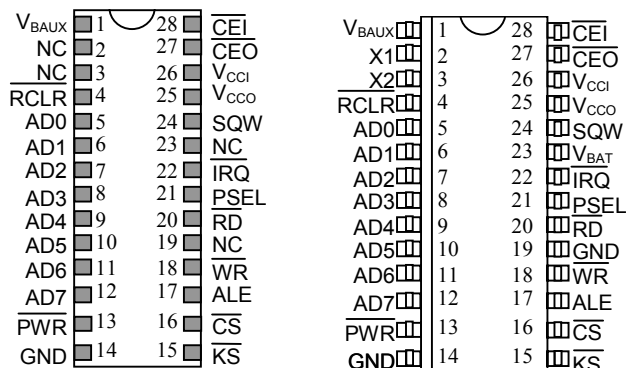 VBAUX 1 28 CEI
NC 2 27 CEO
NC 3 26 VCCI
RCLR 4 25 VCCO
AD0 5 24 SQW
AD1 6 23 NC
AD2 7 22 IRQ
AD3 8 21 PSEL
AD4 9 20 RD
AD5 10 19 NC
AD6 11 18 WR
AD7 12 17 ALE
PWR 13 16 CS
GND 14 15 KS
VBAUX 1 28 CEI
X1 2 27 CEO
X2 3 26 VCCI
RCLR 4 25 VCCO
AD0 5 24 SQW
AD1 6 23 VBAT
AD2 7 22 IRQ
AD3 8 21 PSEL
AD4 9 20 RD
AD5 10 19 GND
AD6 11 18 WR
AD7 12 17 ALE
PWR 13 16 CS
GND 14 15 KS